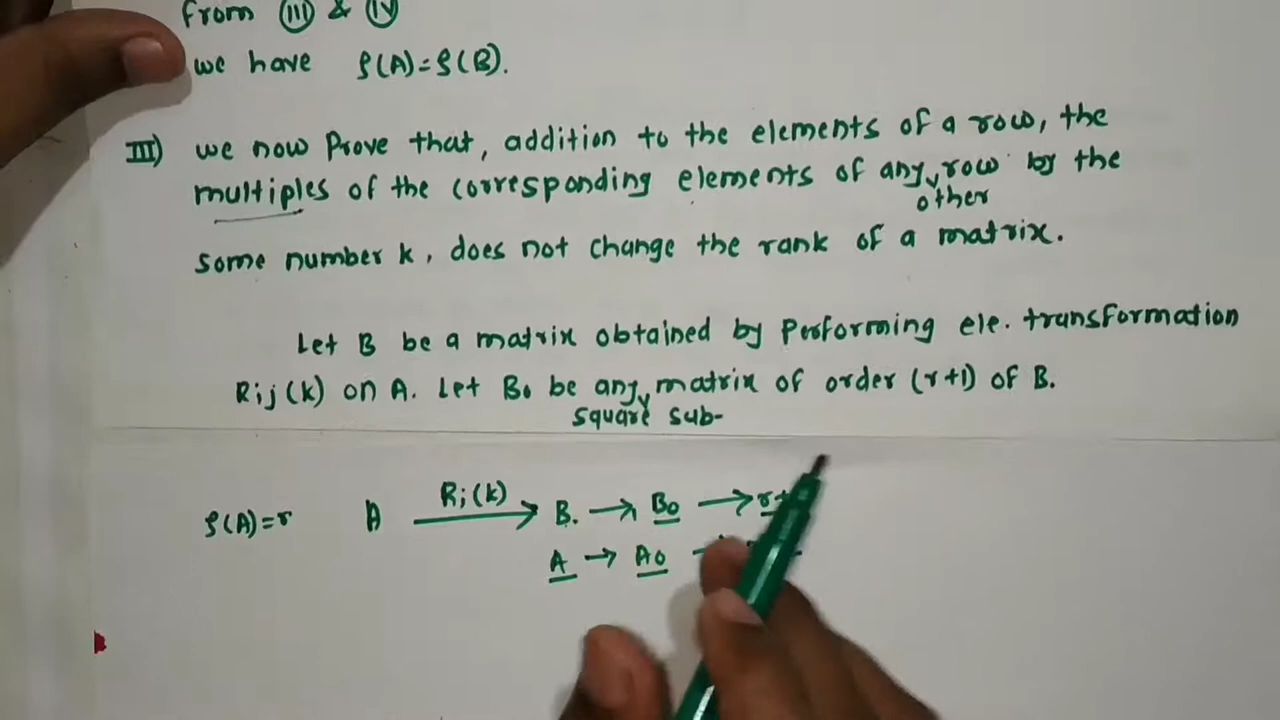 from (III) & (IV)
we have ρ(A)=ρ(B).
III) we now Prove that, addition to the elements of a row, the
multiples of the corresponding elements of any other row by the
some number k, does not change the rank of a matrix.
Let B be a matrix obtained by Performing ele. transformation
Rij(k) on A. Let B0 be any square sub- matrix of order (r+1) of B.
ρ(A)=r A Ri(k) → B. → B0 → r+
A → A0 →